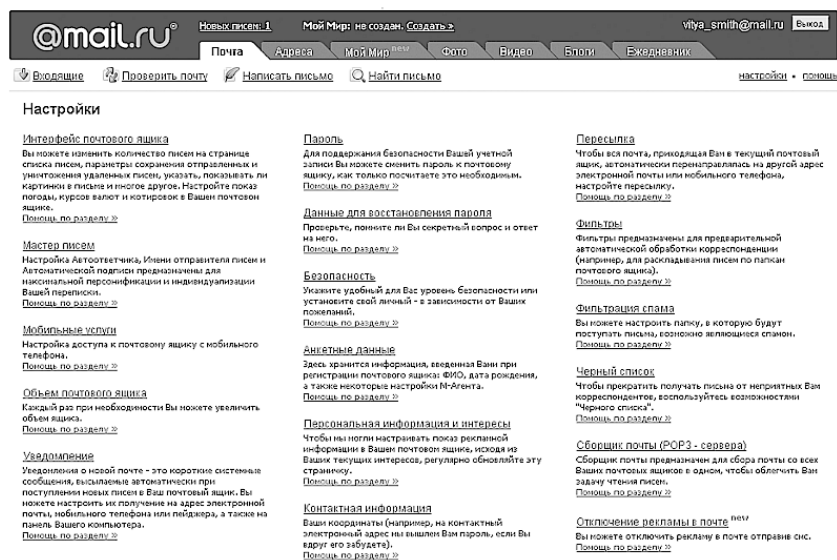 @mail.ru®
Новых писем: 1 Мой Мир: не создан. Создать »
vitya_smith@mail.ru Выход
Почта Адреса Мой Мир new Фото Видео Блоги Ежедневник
Входящие Проверить почту Написать письмо Найти письмо
настройки • помощь
Настройки
Интерфейс почтового ящика
Вы можете изменить количество писем на странице
списка писем, параметры сохранения отправленных и
уничтожения удаленных писем, указать, показывать ли
картинки в письме и многое другое. Настройте показ
погоды, курсов валют и котировок в Вашем почтовом
ящике.
Помощь по разделу »
Мастер писем
Настройка Автоответчика, Имени отправителя писем и
Автоматической подписи предназначены для
максимальной персонификации и индивидуализации
Вашей переписки.
Помощь по разделу »
Мобильные услуги
Настройка доступа к почтовому ящику с мобильного
телефона.
Помощь по разделу »
Объем почтового ящика
Каждый раз при необходимости Вы можете увеличить
объем ящика.
Помощь по разделу »
Уведомление
Уведомления о новой почте - это короткие системные
сообщения, высылаемые автоматически при
поступлении новых писем в Ваш почтовый ящик. Вы
можете настроить их получение на адрес электронной
почты, мобильного телефона или пейджера, а также на
панель Вашего компьютера.
Помощь по разделу »
Пароль
Для поддержания безопасности Вашей учетной
записи Вы можете сменить пароль к почтовому
ящику, как только посчитаете это необходимым.
Помощь по разделу »
Данные для восстановления пароля
Проверьте, помните ли Вы секретный вопрос и ответ
на него.
Помощь по разделу »
Безопасность
Укажите удобный для Вас уровень безопасности или
установите свой личный - в зависимости от Ваших
пожеланий.
Помощь по разделу »
Анкетные данные
Здесь хранится информация, введенная Вами при
регистрации почтового ящика: ФИО, дата рождения,
а также некоторые настройки М-Агента.
Помощь по разделу »
Персональная информация и интересы
Чтобы мы могли настраивать показ рекламной
информации в Вашем почтовом ящике, исходя из
Ваших текущих интересов, регулярно обновляйте эту
страничку.
Помощь по разделу »
Контактная информация
Ваши координаты (например, на контактный
электронный адрес мы вышлем Вам пароль, если Вы
вдруг его забудете).
Помощь по разделу »
Пересылка
Чтобы вся почта, приходящая Вам в текущий почтовый
ящик, автоматически перенаправлялась на другой адрес
электронной почты или мобильного телефона,
настройте пересылку.
Помощь по разделу »
Фильтры
Фильтры предназначены для предварительной
автоматической обработки корреспонденции
(например, для раскладывания писем по папкам
почтового ящика).
Помощь по разделу »
Фильтрация спама
Вы можете настроить папку, в которую будут
поступать письма, возможно являющиеся спамом.
Помощь по разделу »
Черный список
Чтобы прекратить получать письма от неприятных Вам
корреспондентов, воспользуйтесь возможностями
"Черного списка".
Помощь по разделу »
Сборщик почты (POP3 - сервера)
Сборщик почты предназначен для сбора почты со всех
Ваших почтовых ящиков в одном, чтобы облегчить Вам
задачу чтения писем.
Помощь по разделу »
Отключение рекламы в почте new
Вы можете отключить рекламу в почте отправив смс.
Помощь по разделу »